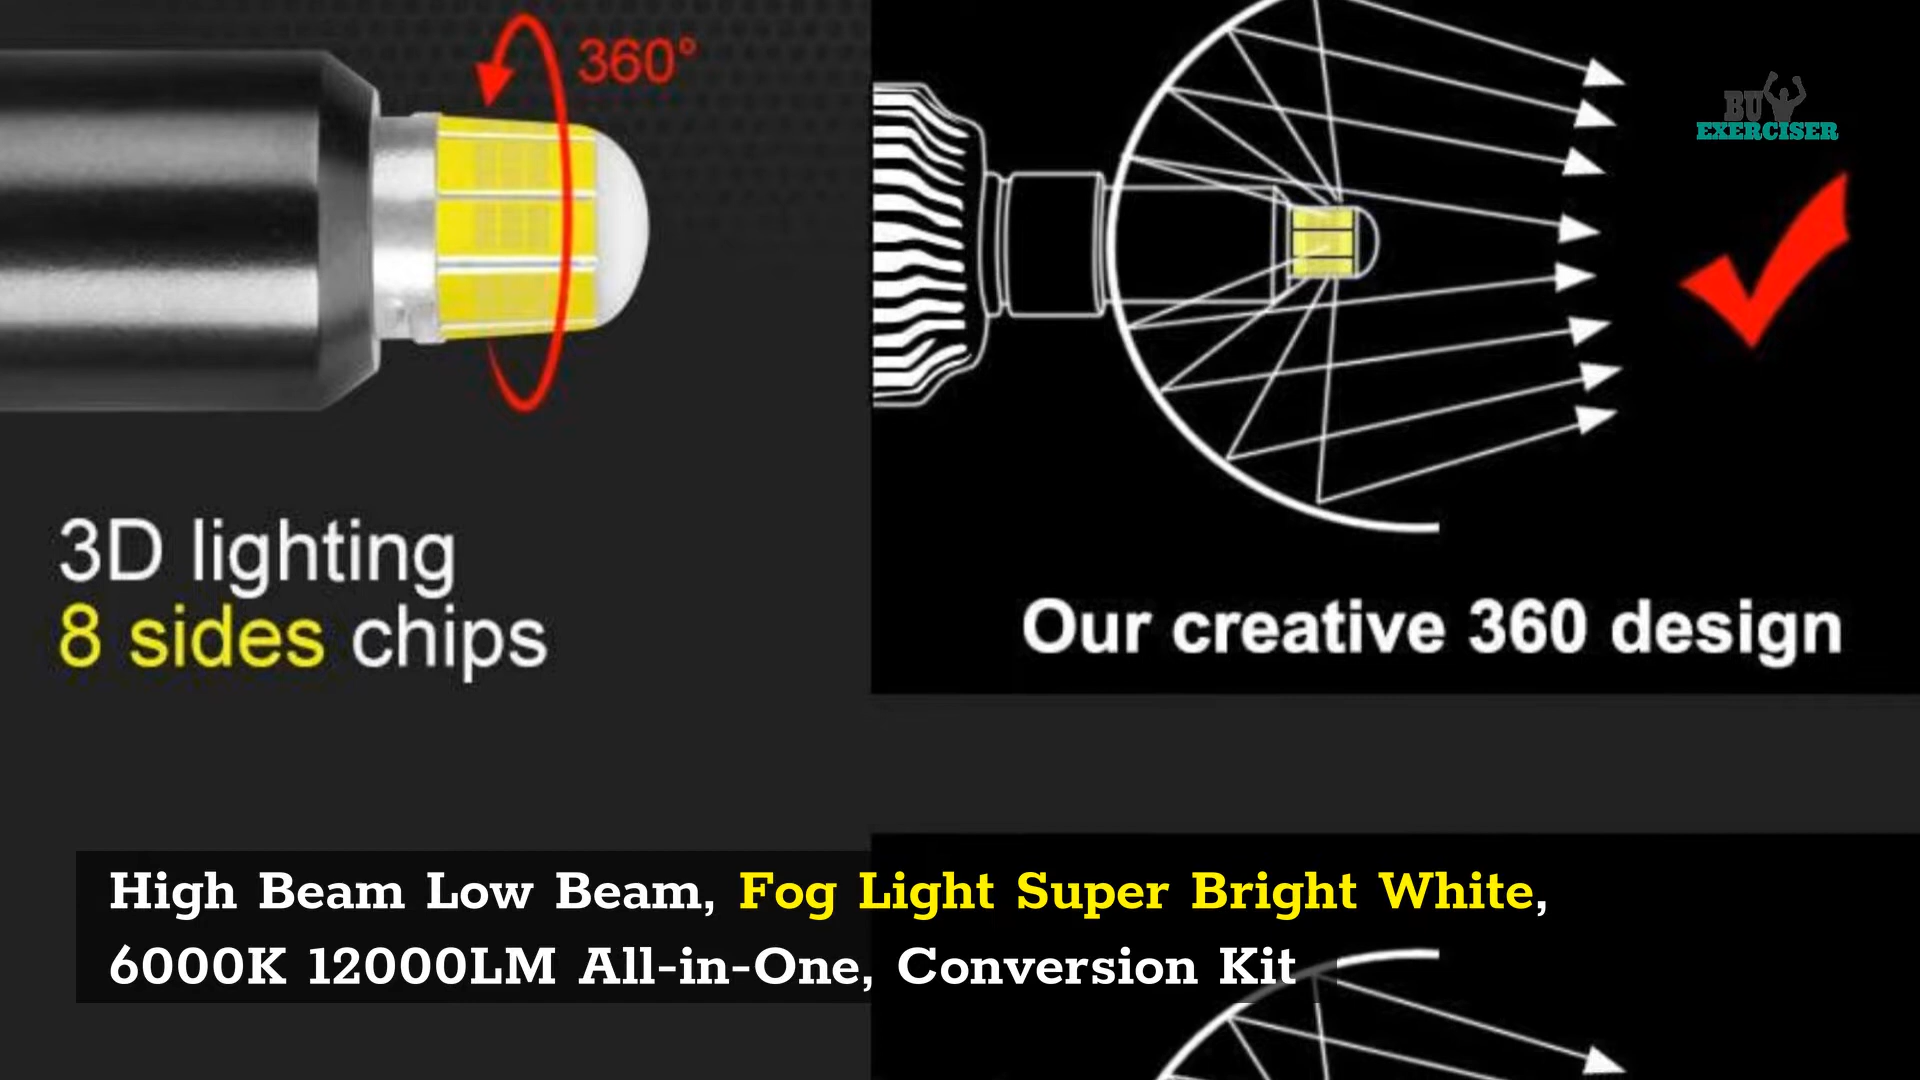 360°
BU
EXERCISER
3D lighting
8 sides chips
Our creative 360 design
High Beam Low Beam, Fog Light Super Bright White,
6000K 12000LM All-in-One, Conversion Kit